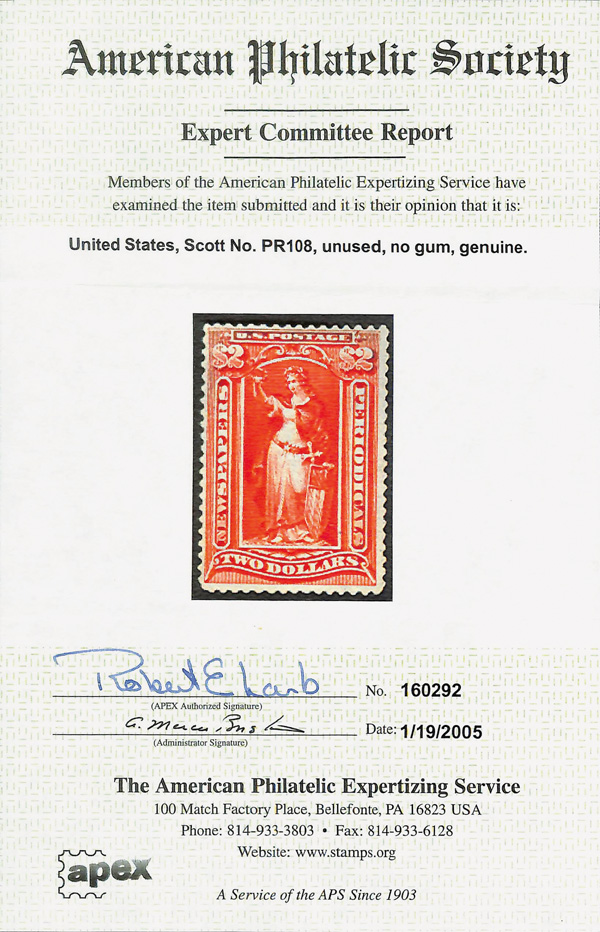 American Philatelic Society
Expert Committee Report
Members of the American Philatelic Expertizing Service have
examined the item submitted and it is their opinion that it is:
United States, Scott No. PR108, unused, no gum, genuine.
U.S. POSTAGE
$2 $2
NEWSPAPERS
PERIODICALS
TWO DOLLARS
Robert E Lamb
No. 160292
(APEX Authorized Signature)
Date: 1/19/2005
(Administrator Signature)
The American Philatelic Expertizing Service
100 Match Factory Place, Bellefonte, PA 16823 USA
Phone: 814-933-3803 • Fax: 814-933-6128
Website: www.stamps.org
apex
A Service of the APS Since 1903